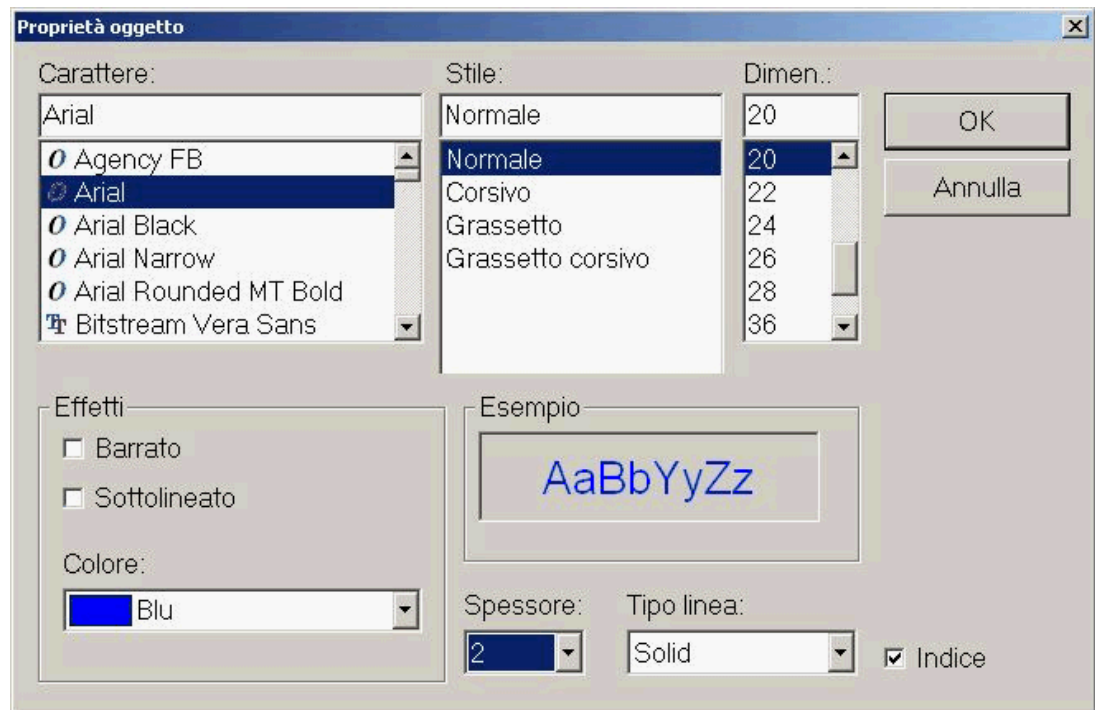 Proprietà oggetto
Carattere:
Arial
Agency FB
Arial
Arial Black
Arial Narrow
Arial Rounded MT Bold
Bitstream Vera Sans
Stile:
Normale
Normale
Corsivo
Grassetto
Grassetto corsivo
Dimen.:
20
20
22
24
26
28
36
OK
Annulla
Effetti
Barrato
Sottolineato
Colore:
Blu
Esempio
AaBbYyZz
Spessore:
2
Tipo linea:
Solid
Indice